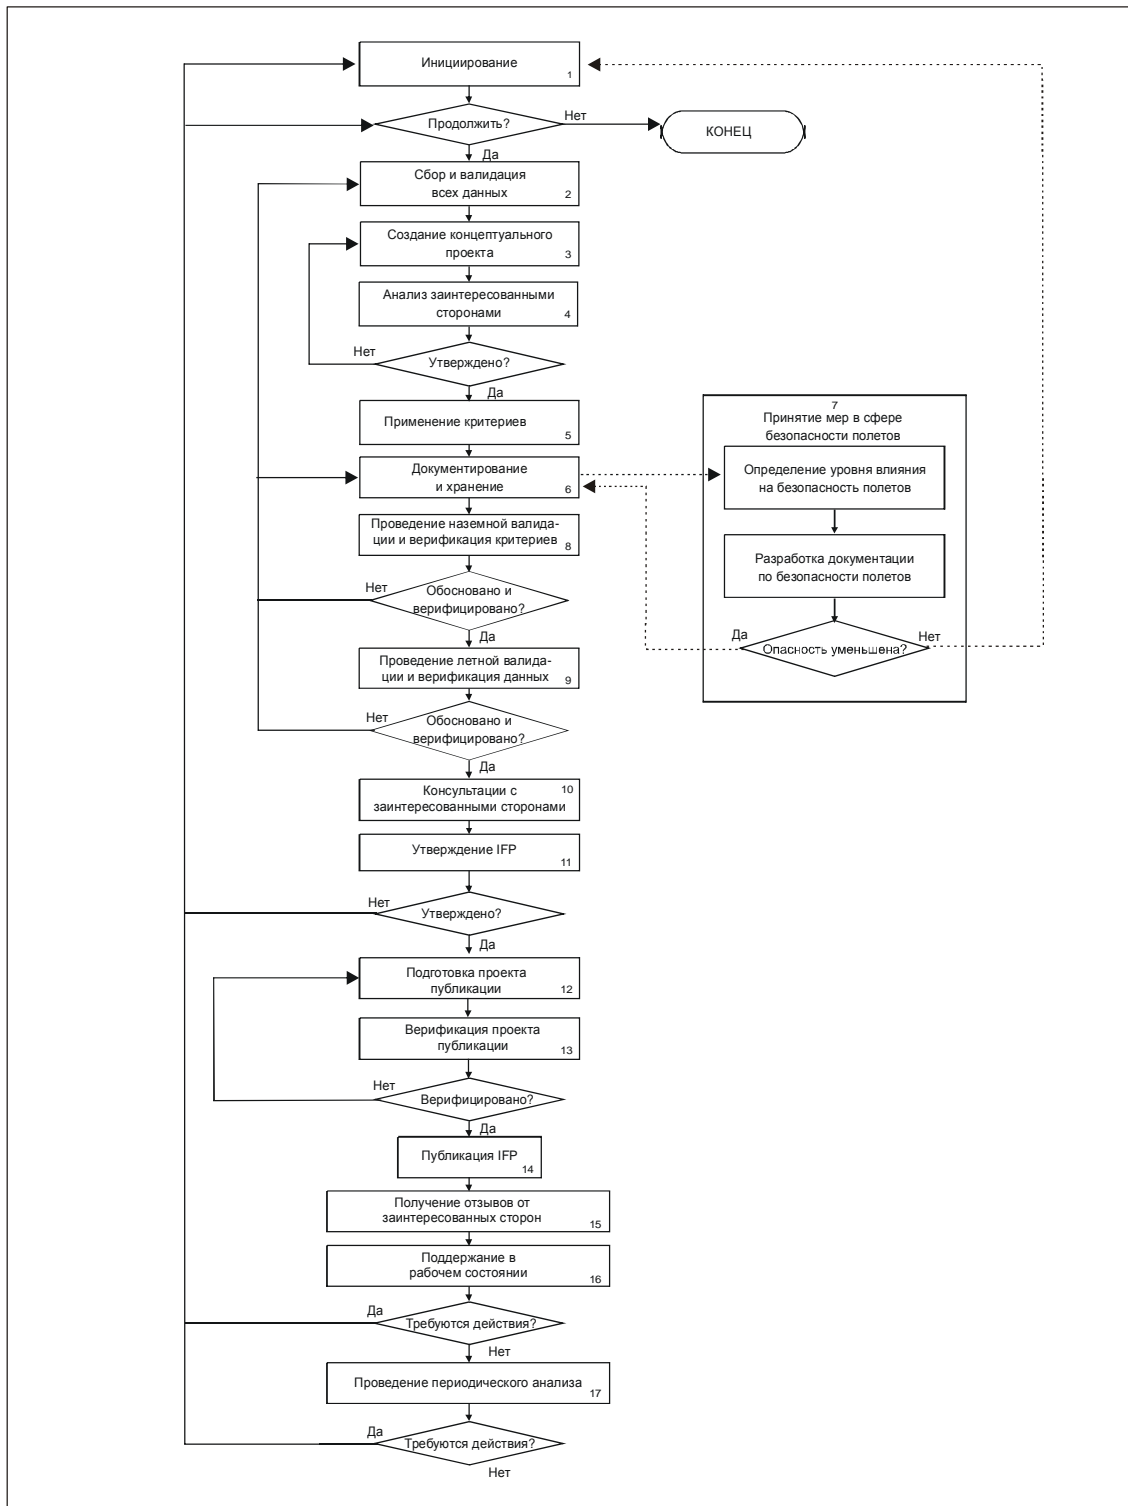 Инициирование
1
Продолжить?
Нет
КОНЕЦ
Да
Сбор и валидация
всех данных
2
Создание концептуального
проекта
3
Анализ заинтересованными
сторонами
4
Нет
Утверждено?
Да
Применение критериев
5
Документирование
и хранение
6
7
Принятие мер в сфере
безопасности полетов
Определение уровня влияния
на безопасность полетов
Разработка документации
по безопасности полетов
Да
Опасность уменьшена?
Нет
Проведение наземной валида-
ции и верификация критериев
8
Нет
Обосновано и
верифицировано?
Да
Проведение летной валида-
ции и верификация данных
9
Нет
Обосновано и
верифицировано?
Да
Консультации с
заинтересованными сторонами
10
Утверждение IFP
11
Нет
Утверждено?
Да
Подготовка проекта
публикации
12
Верификация проекта
публикации
13
Нет
Верифицировано?
Да
Публикация IFP
14
Получение отзывов от
заинтересованных сторон
15
Поддержание в
рабочем состоянии
16
Да
Требуются действия?
Нет
Проведение периодического анализа
17
Да
Требуются действия?
Нет